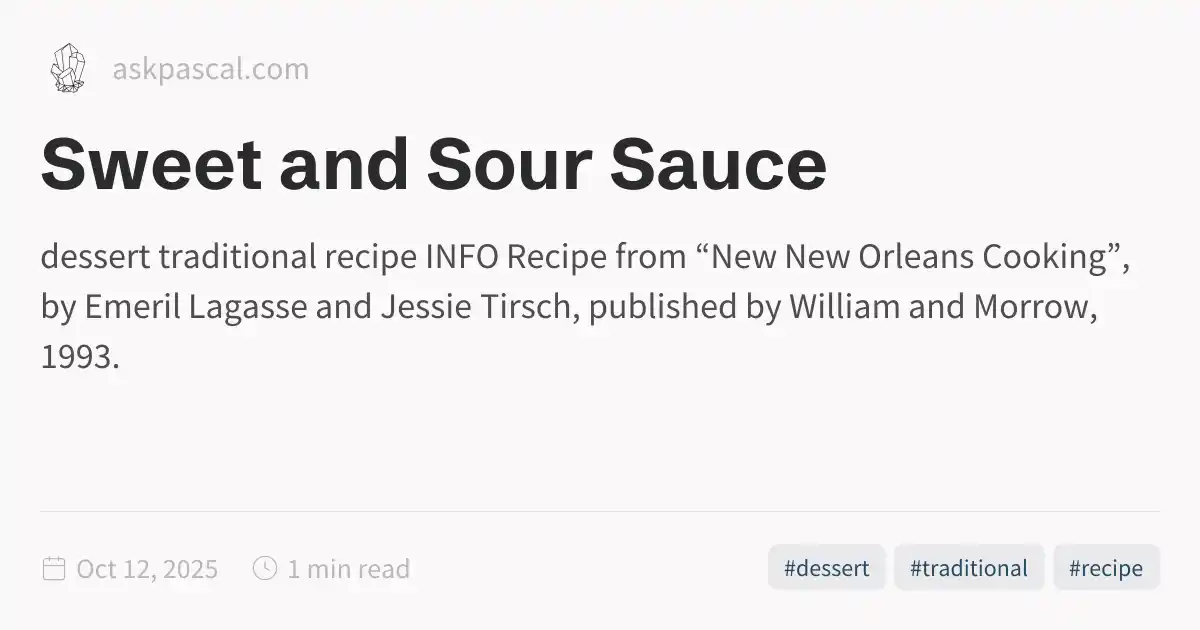 askpascal.com
Sweet and Sour Sauce
dessert traditional recipe INFO Recipe from “New New Orleans Cooking”,
by Emeril Lagasse and Jessie Tirsch, published by William and Morrow,
1993.
Oct 12, 2025 1 min read #dessert #traditional #recipe